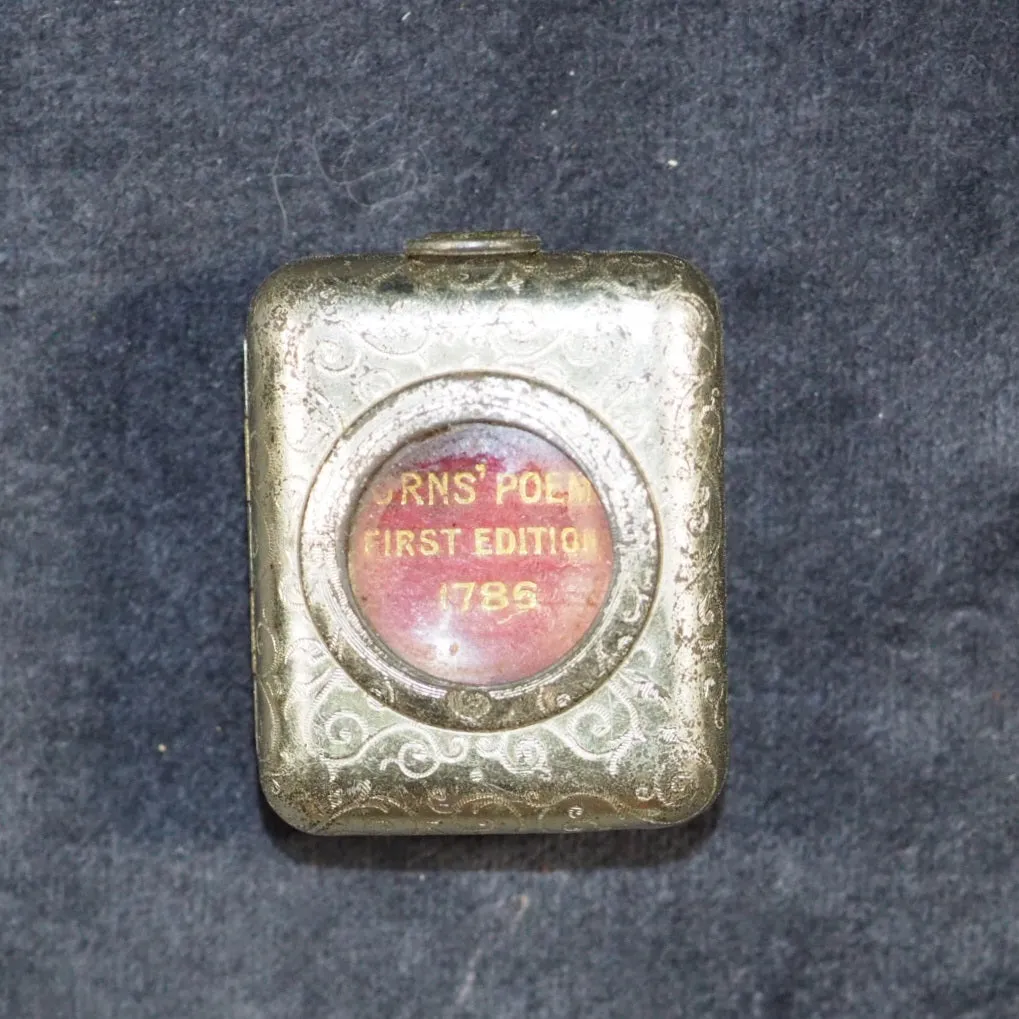 URNS' POEM
FIRST EDITION
1786